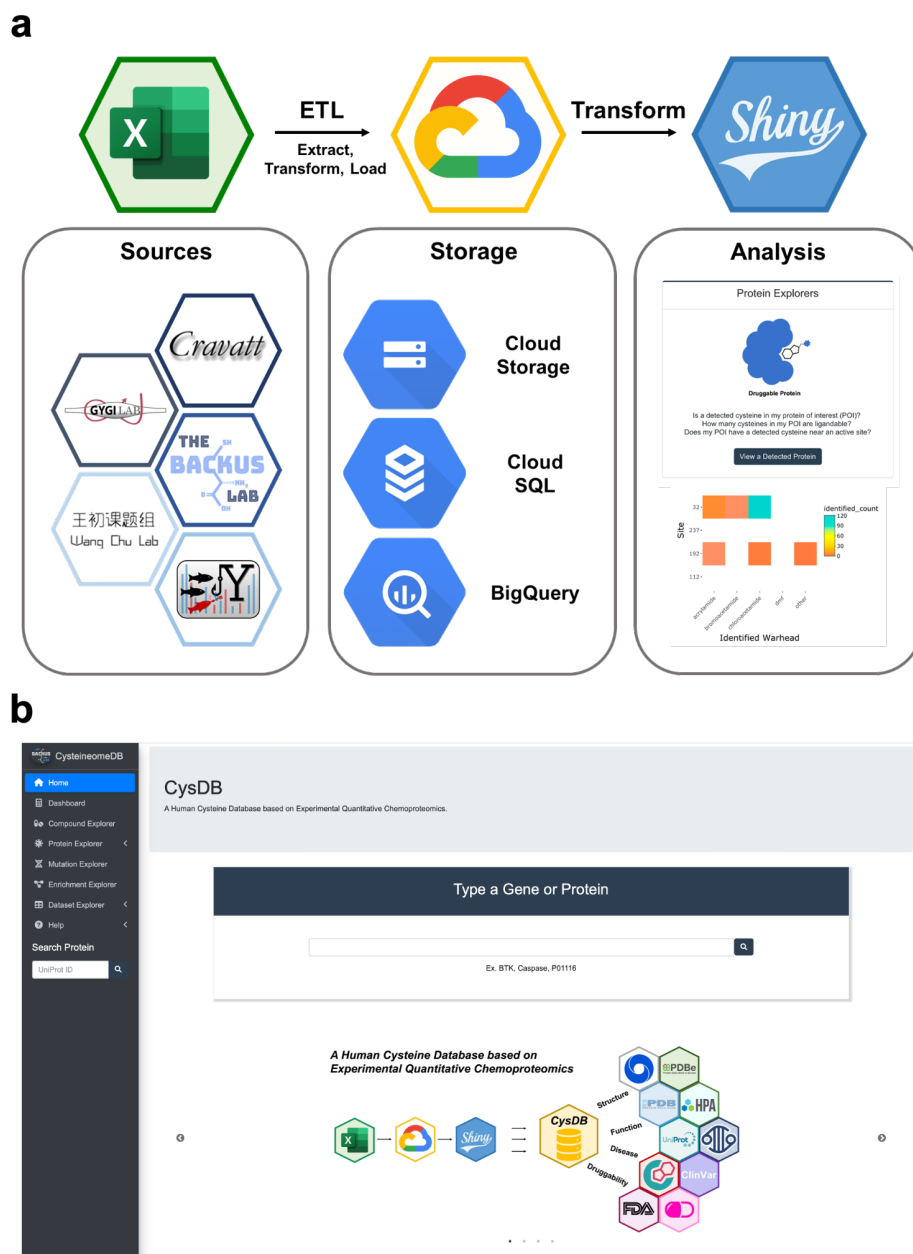 a
X
ETL
Extract,
Transform, Load
Transform
Shiny
Sources
Cravatt
GYGI LAB
THE
BACKUS
LAB
SH
NH₂
O
OH
王初课题组
Wang Chu Lab
Y
Storage
Cloud
Storage
Cloud
SQL
BigQuery
Analysis
Protein Explorers
Druggable Protein
Is a detected cysteine in my protein of interest (POI)?
How many cysteines in my POI are ligandable?
Does my POI have a detected cysteine near an active site?
View a Detected Protein
Site
32
237
192
112
identified_count
120
90
60
30
0
acrylamide
bromoacetamide
chloroacetamide
dmf
other
Identified Warhead
b
BACKUS
CysteineomeDB
Home
Dashboard
Compound Explorer
Protein Explorer
Mutation Explorer
Enrichment Explorer
Dataset Explorer
Help
Search Protein
UniProt ID
CysDB
A Human Cysteine Database based on Experimental Quantitative Chemoproteomics.
Type a Gene or Protein
Ex. BTK, Caspase, P01116
A Human Cysteine Database based on
Experimental Quantitative Chemoproteomics
X
Shiny
CysDB
Structure
Function
Disease
Druggability
PDBe
PDB
HPA
UniProt
ClinVar
FDA